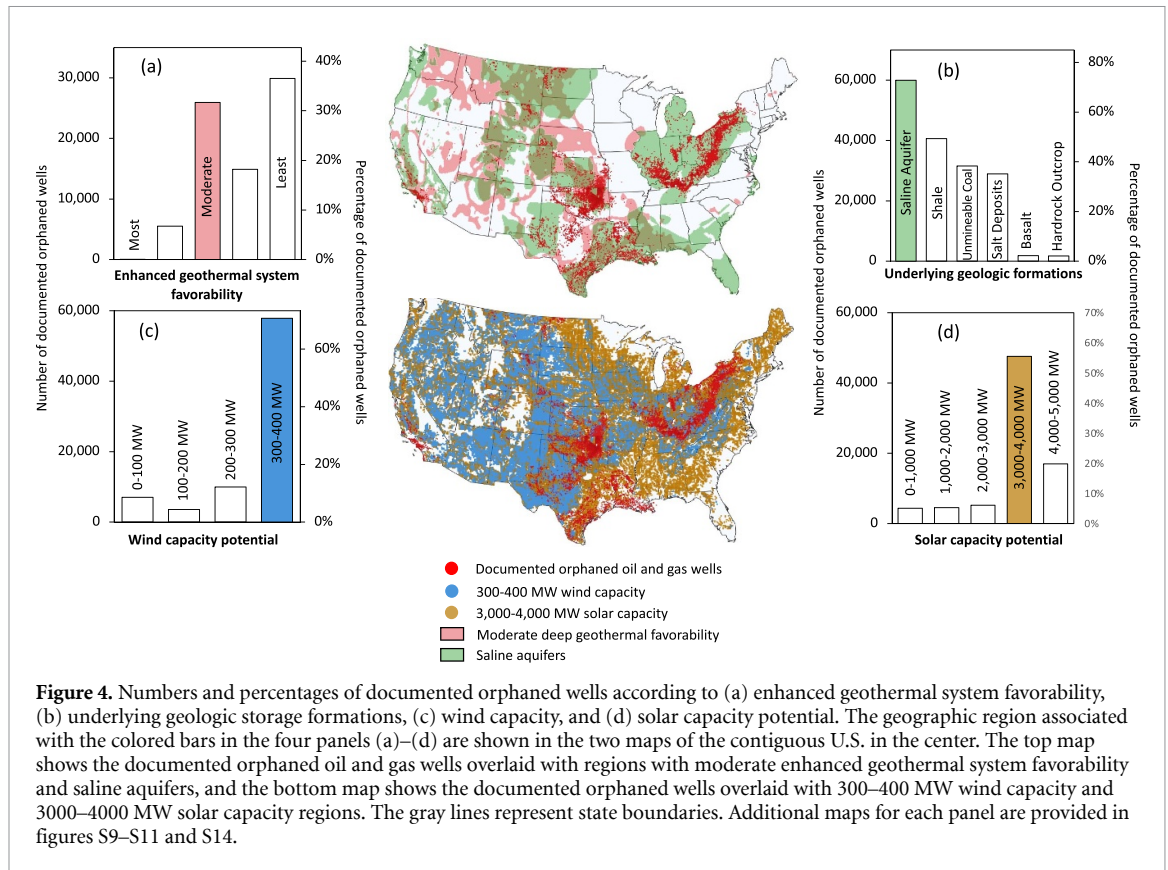 (a)
30,000
20,000
10,000
0
40%
30%
20%
10%
0%
Most
Moderate
Least
Number of documented orphaned wells
Percentage of documented orphaned wells
Enhanced geothermal system
favorability
(b)
60,000
40,000
20,000
0
80%
60%
40%
20%
0%
Saline Aquifer
Shale
Unmineable Coal
Salt Deposits
Basalt
Hardrock Outcrop
Number of documented orphaned wells
Percentage of documented orphaned wells
Underlying geologic formations
(c)
60,000
40,000
20,000
0
60%
40%
20%
0%
0-100 MW
100-200 MW
200-300 MW
300-400 MW
Wind capacity potential
(d)
60,000
40,000
20,000
0
70%
60%
50%
40%
30%
20%
10%
0%
0-1,000 MW
1,000-2,000 MW
2,000-3,000 MW
3,000-4,000 MW
4,000-5,000 MW
Solar capacity potential
Documented orphaned oil and gas wells
300-400 MW wind capacity
3,000-4,000 MW solar capacity
Moderate deep geothermal favorability
Saline aquifers
Figure 4. Numbers and percentages of documented orphaned wells according to (a) enhanced geothermal system favorability,
(b) underlying geologic storage formations, (c) wind capacity, and (d) solar capacity potential. The geographic region associated
with the colored bars in the four panels (a)–(d) are shown in the two maps of the contiguous U.S. in the center. The top map
shows the documented orphaned oil and gas wells overlaid with regions with moderate enhanced geothermal system favorability
and saline aquifers, and the bottom map shows the documented orphaned wells overlaid with 300–400 MW wind capacity and
3000–4000 MW solar capacity regions. The gray lines represent state boundaries. Additional maps for each panel are provided in
figures S9–S11 and S14.